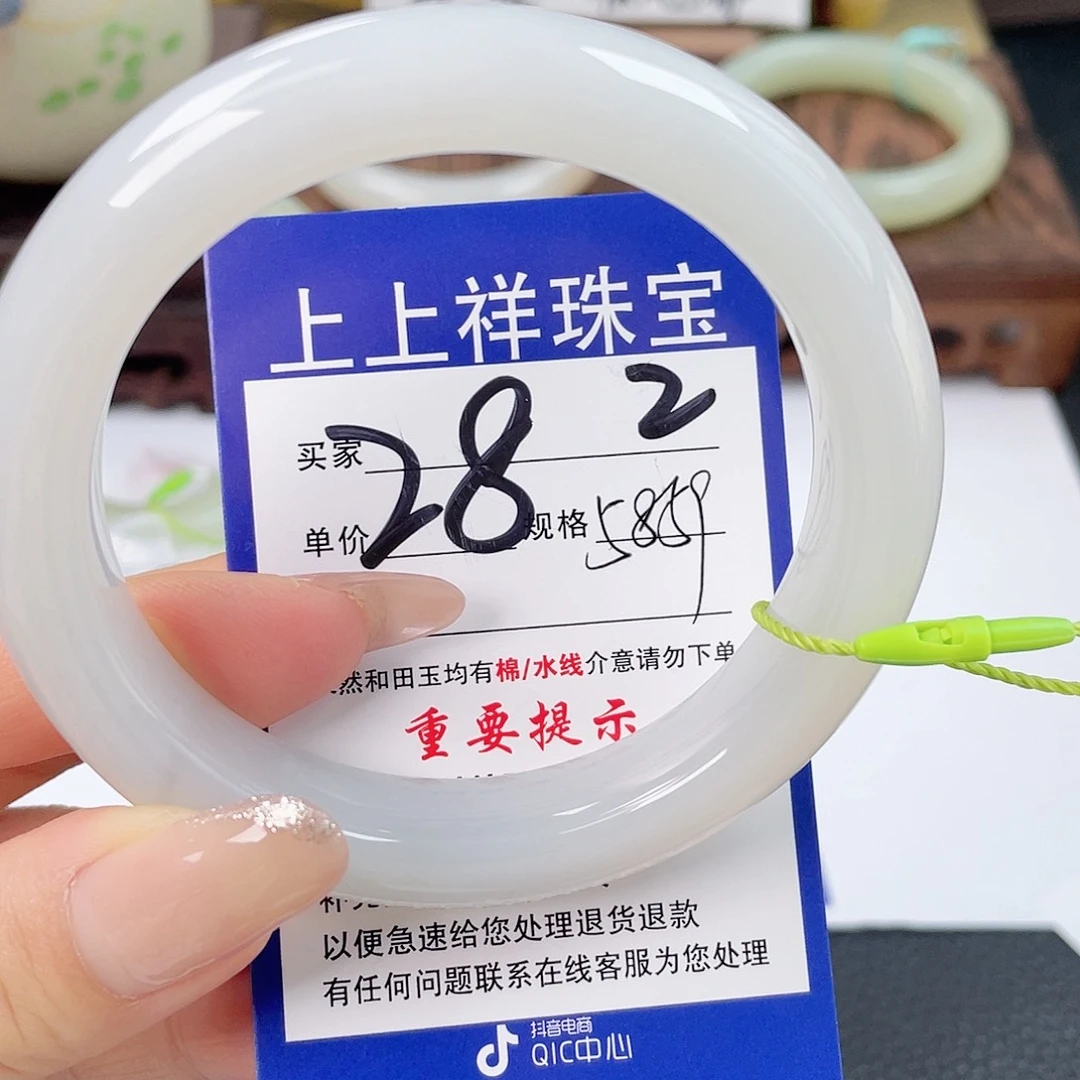 上上祥珠宝
2
买家
28
单价 规格 5859
然和田玉均有棉/水线介意请勿下单
重要提示
以便急速给您处理退货退款
有任何问题联系在线客服为您处理
抖音电商
QIC中心